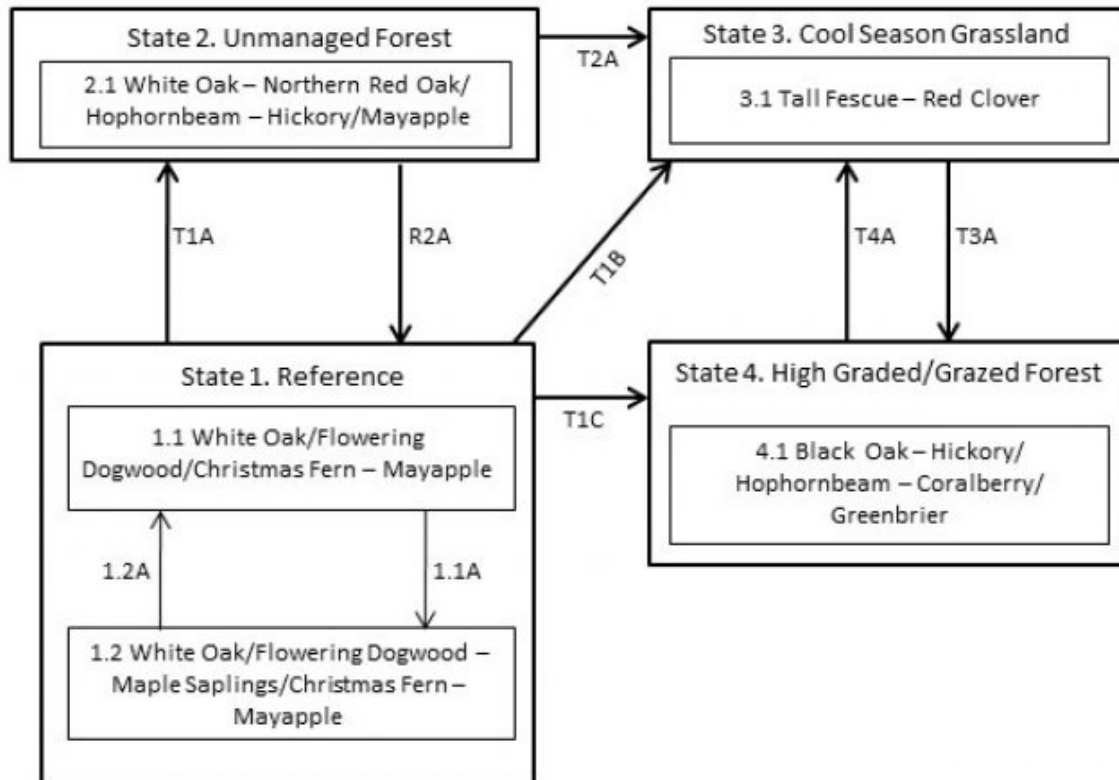 State 2. Unmanaged Forest
2.1 White Oak – Northern Red Oak/
Hophornbeam – Hickory/Mayapple
T2A
State 3. Cool Season Grassland
3.1 Tall Fescue – Red Clover
T1A
R2A
T1B
T4A
T3A
State 1. Reference
1.1 White Oak/Flowering
Dogwood/Christmas Fern – Mayapple
1.2A
1.1A
1.2 White Oak/Flowering Dogwood –
Maple Saplings/Christmas Fern –
Mayapple
T1C
State 4. High Graded/Grazed Forest
4.1 Black Oak – Hickory/
Hophornbeam – Coralberry/
Greenbrier